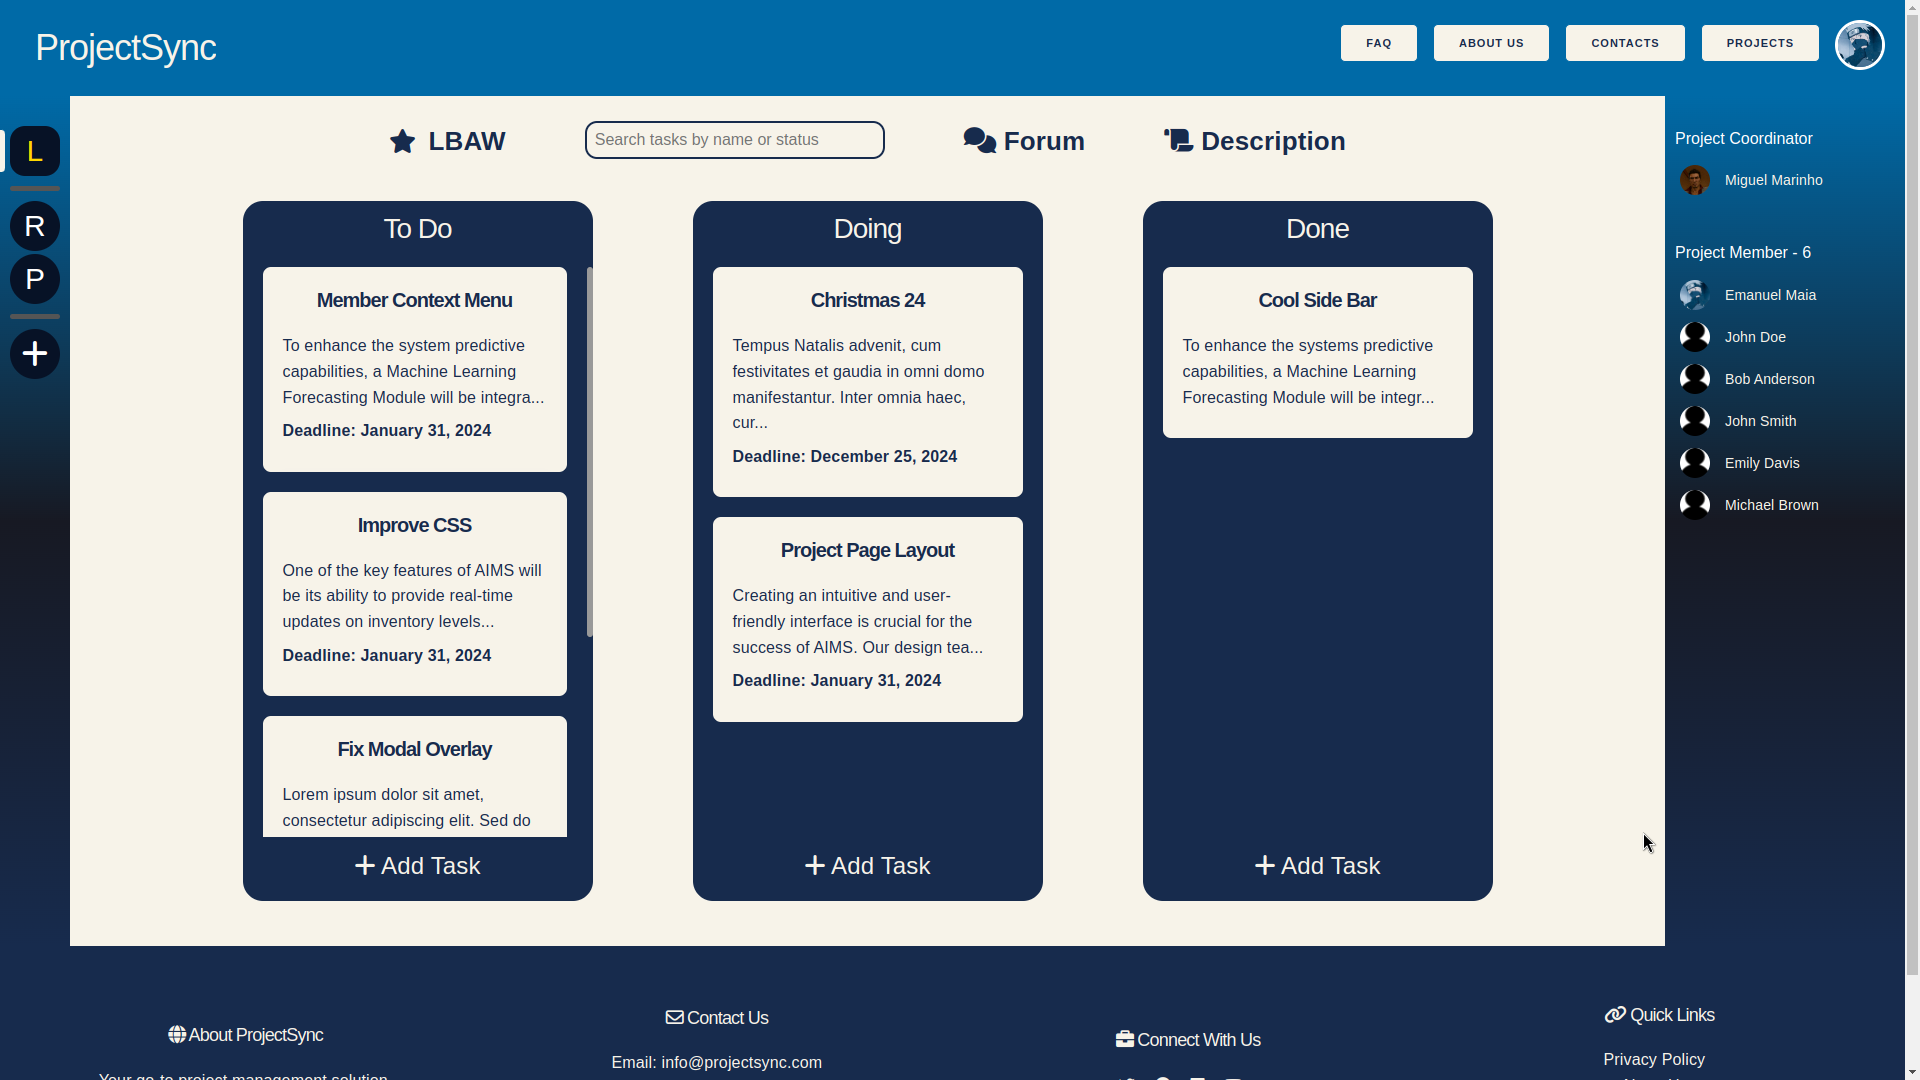 ProjectSync
FAQ
ABOUT US
CONTACTS
PROJECTS
L
R
P
LBAW
Search tasks by name or status
Forum
Description
To Do
Member Context Menu
To enhance the system predictive
capabilities, a Machine Learning
Forecasting Module will be integra...
Deadline: January 31, 2024
Improve CSS
One of the key features of AIMS will
be its ability to provide real-time
updates on inventory levels...
Deadline: January 31, 2024
Fix Modal Overlay
Lorem ipsum dolor sit amet,
consectetur adipiscing elit. Sed do
Add Task
Doing
Christmas 24
Tempus Natalis advenit, cum
festivitates et gaudia in omni domo
manifestantur. Inter omnia haec,
cur...
Deadline: December 25, 2024
Project Page Layout
Creating an intuitive and user-
friendly interface is crucial for the
success of AIMS. Our design tea...
Deadline: January 31, 2024
Add Task
Done
Cool Side Bar
To enhance the systems predictive
capabilities, a Machine Learning
Forecasting Module will be integr...
Add Task
Project Coordinator
Miguel Marinho
Project Member - 6
Emanuel Maia
John Doe
Bob Anderson
John Smith
Emily Davis
Michael Brown
About ProjectSync
Your go-to project management solution
Contact Us
Email: info@projectsync.com
Connect With Us
Quick Links
Privacy Policy